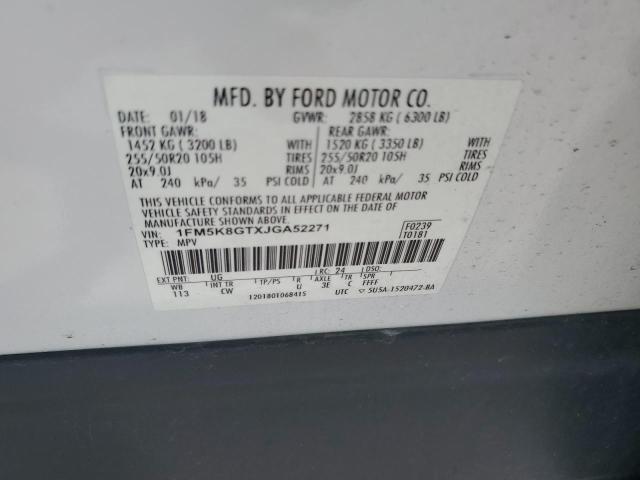 MFD. BY FORD MOTOR CO.
DATE: 01/18 GVWR: 2858 KG ( 6300 LB)
FRONT GAWR: REAR GAWR:
1452 KG ( 3200 LB) WITH 1520 KG ( 3350 LB) WITH
255/50R20 105H TIRES 255/50R20 105H TIRES
20x9.0J RIMS 20x9.0J RIMS
AT 240 kPa/ 35 PSI COLD AT 240 kPa/ 35 PSI COLD
THIS VEHICLE CONFORMS TO ALL APPLICABLE FEDERAL MOTOR
VEHICLE SAFETY STANDARDS IN EFFECT ON THE DATE OF
MANUFACTURE SHOWN ABOVE.
VIN: 1FM5K8GTXJGA52271 F0239
TYPE: MPV T0181
EXT PNT: UG RC: 24 DSO:
WB INT TR TP/PS R AXLE TR SPR
113 CW U 3E C FFFF
1201801068415 UTC ▽ 5U5A-1520472-BA